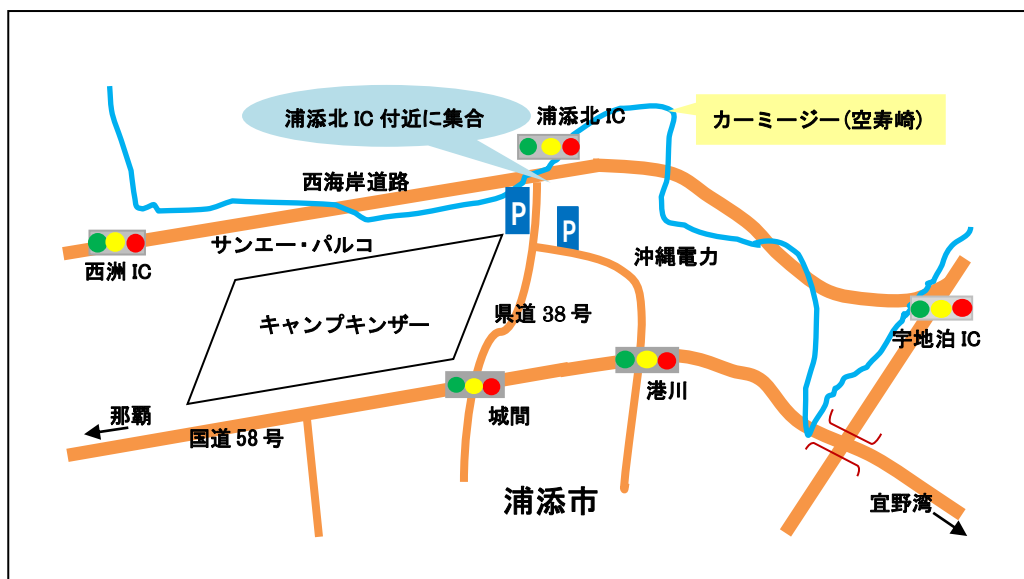 浦添北 IC 付近に集合
浦添北 IC
カーミージー(空寿崎)
西海岸道路
P
P
サンエー・パルコ
沖縄電力
西洲 IC
キャンプキンザー
県道 38 号
宇地泊 IC
港川
城間
那覇
国道 58 号
浦添市
宜野湾